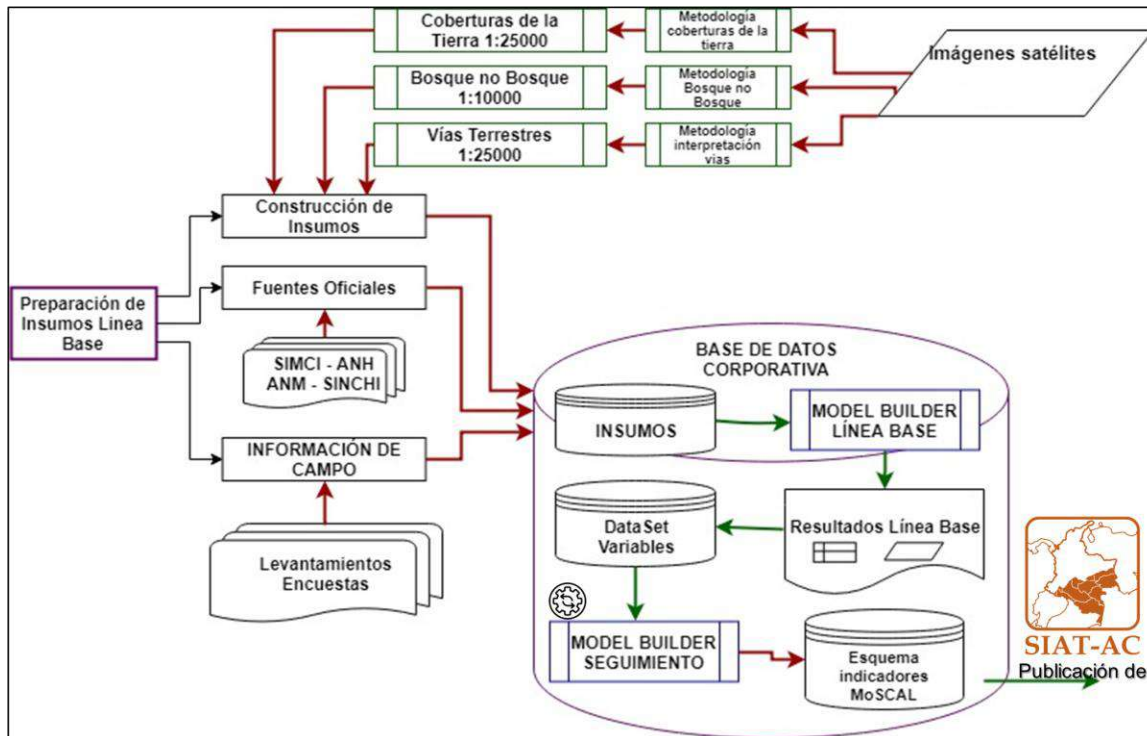 Coberturas de la
Tierra 1:25000
Metodología
coberturas de la
tierra
Imágenes satélites
Bosque no Bosque
1:10000
Metodología
Bosque no
Bosque
Vías Terrestres
1:25000
Metodología
interpretación
vias
Construcción de
Insumos
Fuentes Oficiales
Preparación de
Insumos Linea
Base
SIMCI - ANH
ANM - SINCHI
INFORMACIÓN DE
CAMPO
Levantamientos
Encuestas
BASE DE DATOS
CORPORATIVA
INSUMOS
MODEL BUILDER
LÍNEA BASE
DataSet
Variables
Resultados Línea Base
MODEL BUILDER
SEGUIMIENTO
Esquema
indicadores
MoSCAL
SIAT-AC
Publicación de